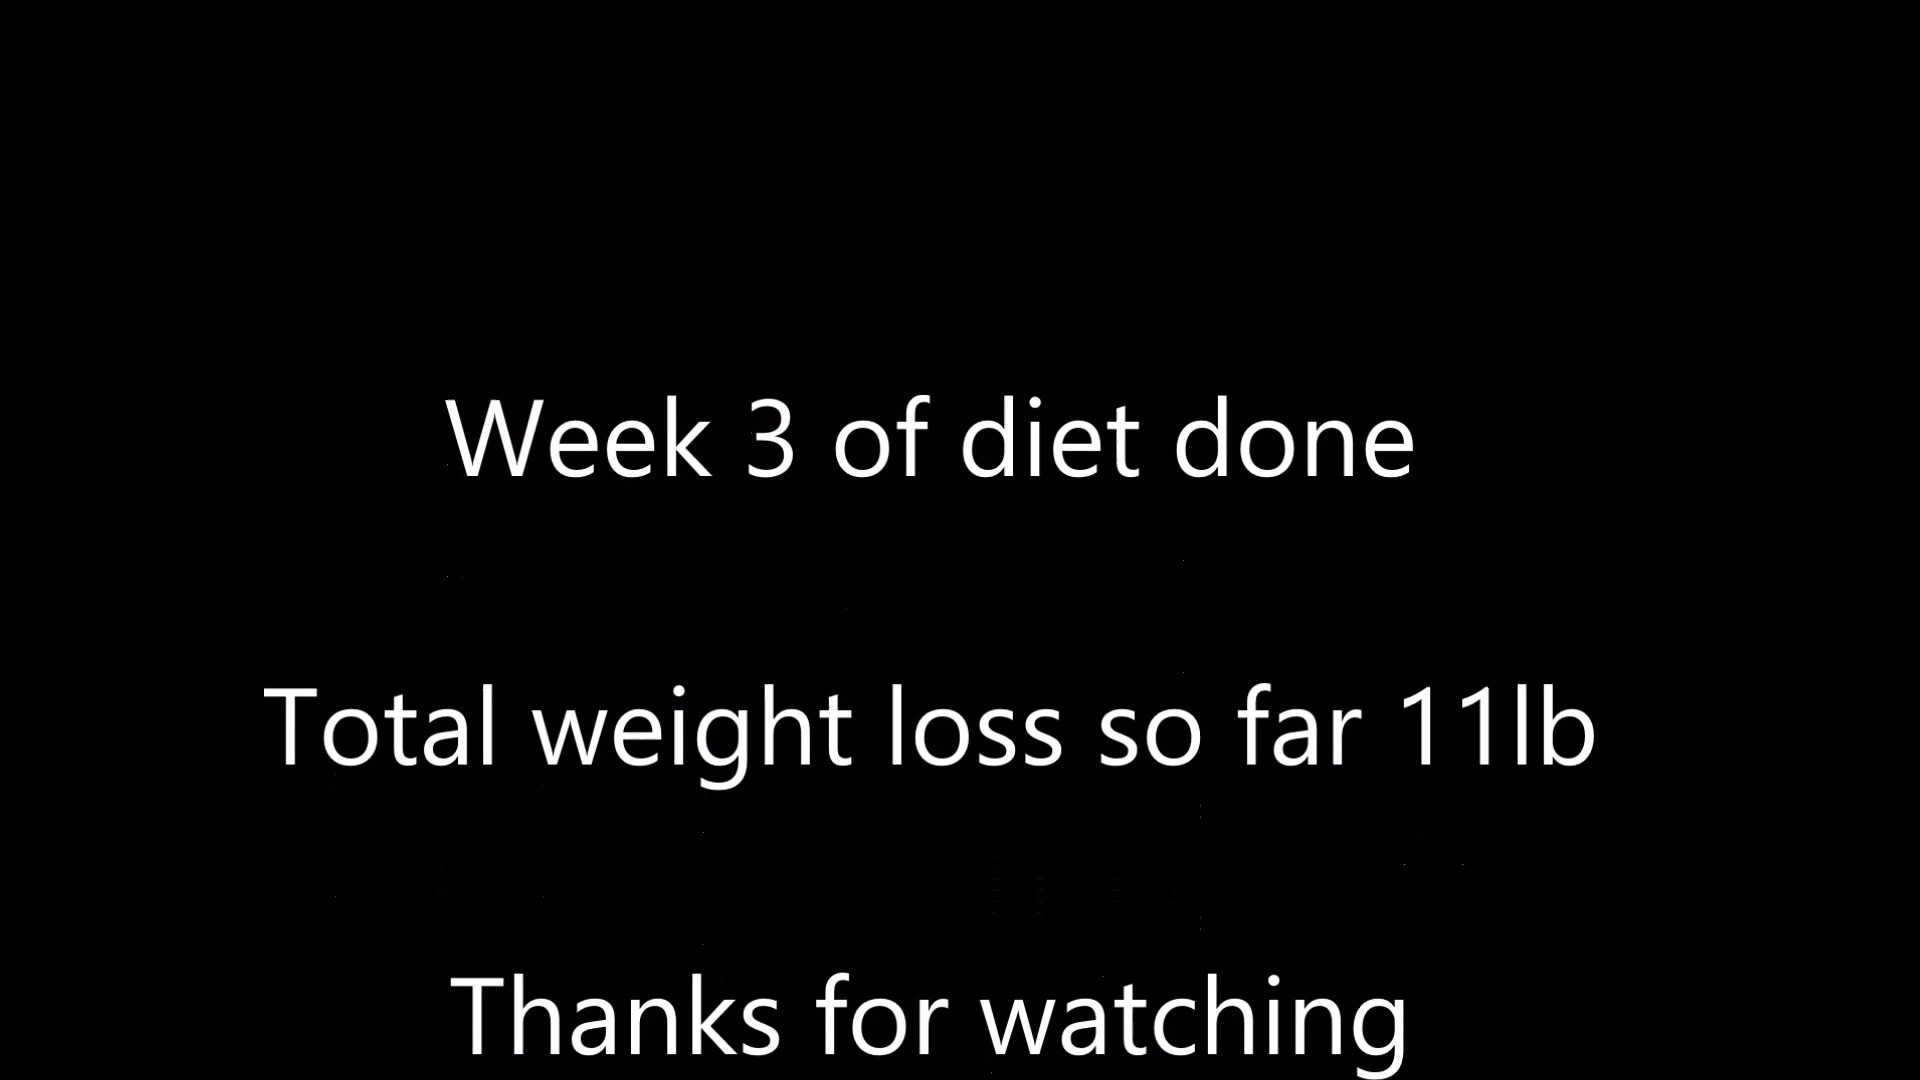 Week 3 of diet done
Total weight loss so far 11lb
Thanks for watching